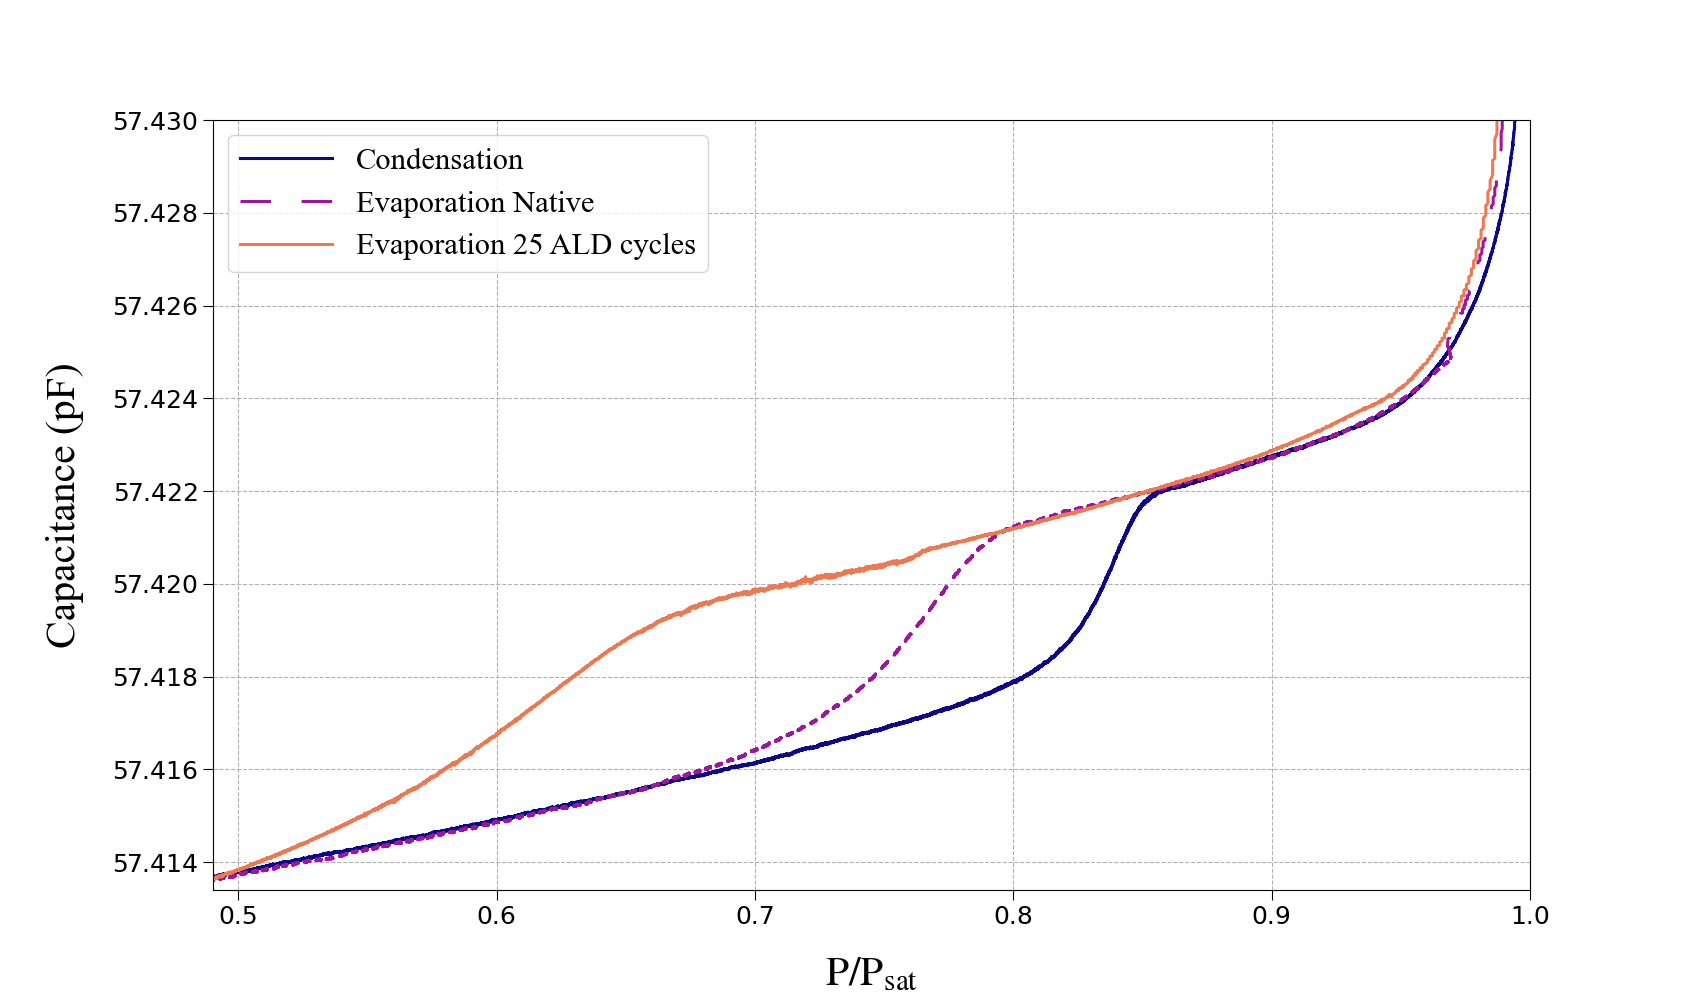 57.430
57.428
57.426
57.424
57.422
57.420
57.418
57.416
57.414
Capacitance (pF)
Condensation
Evaporation Native
Evaporation 25 ALD cycles
0.5 0.6 0.7 0.8 0.9 1.0
P/Psat